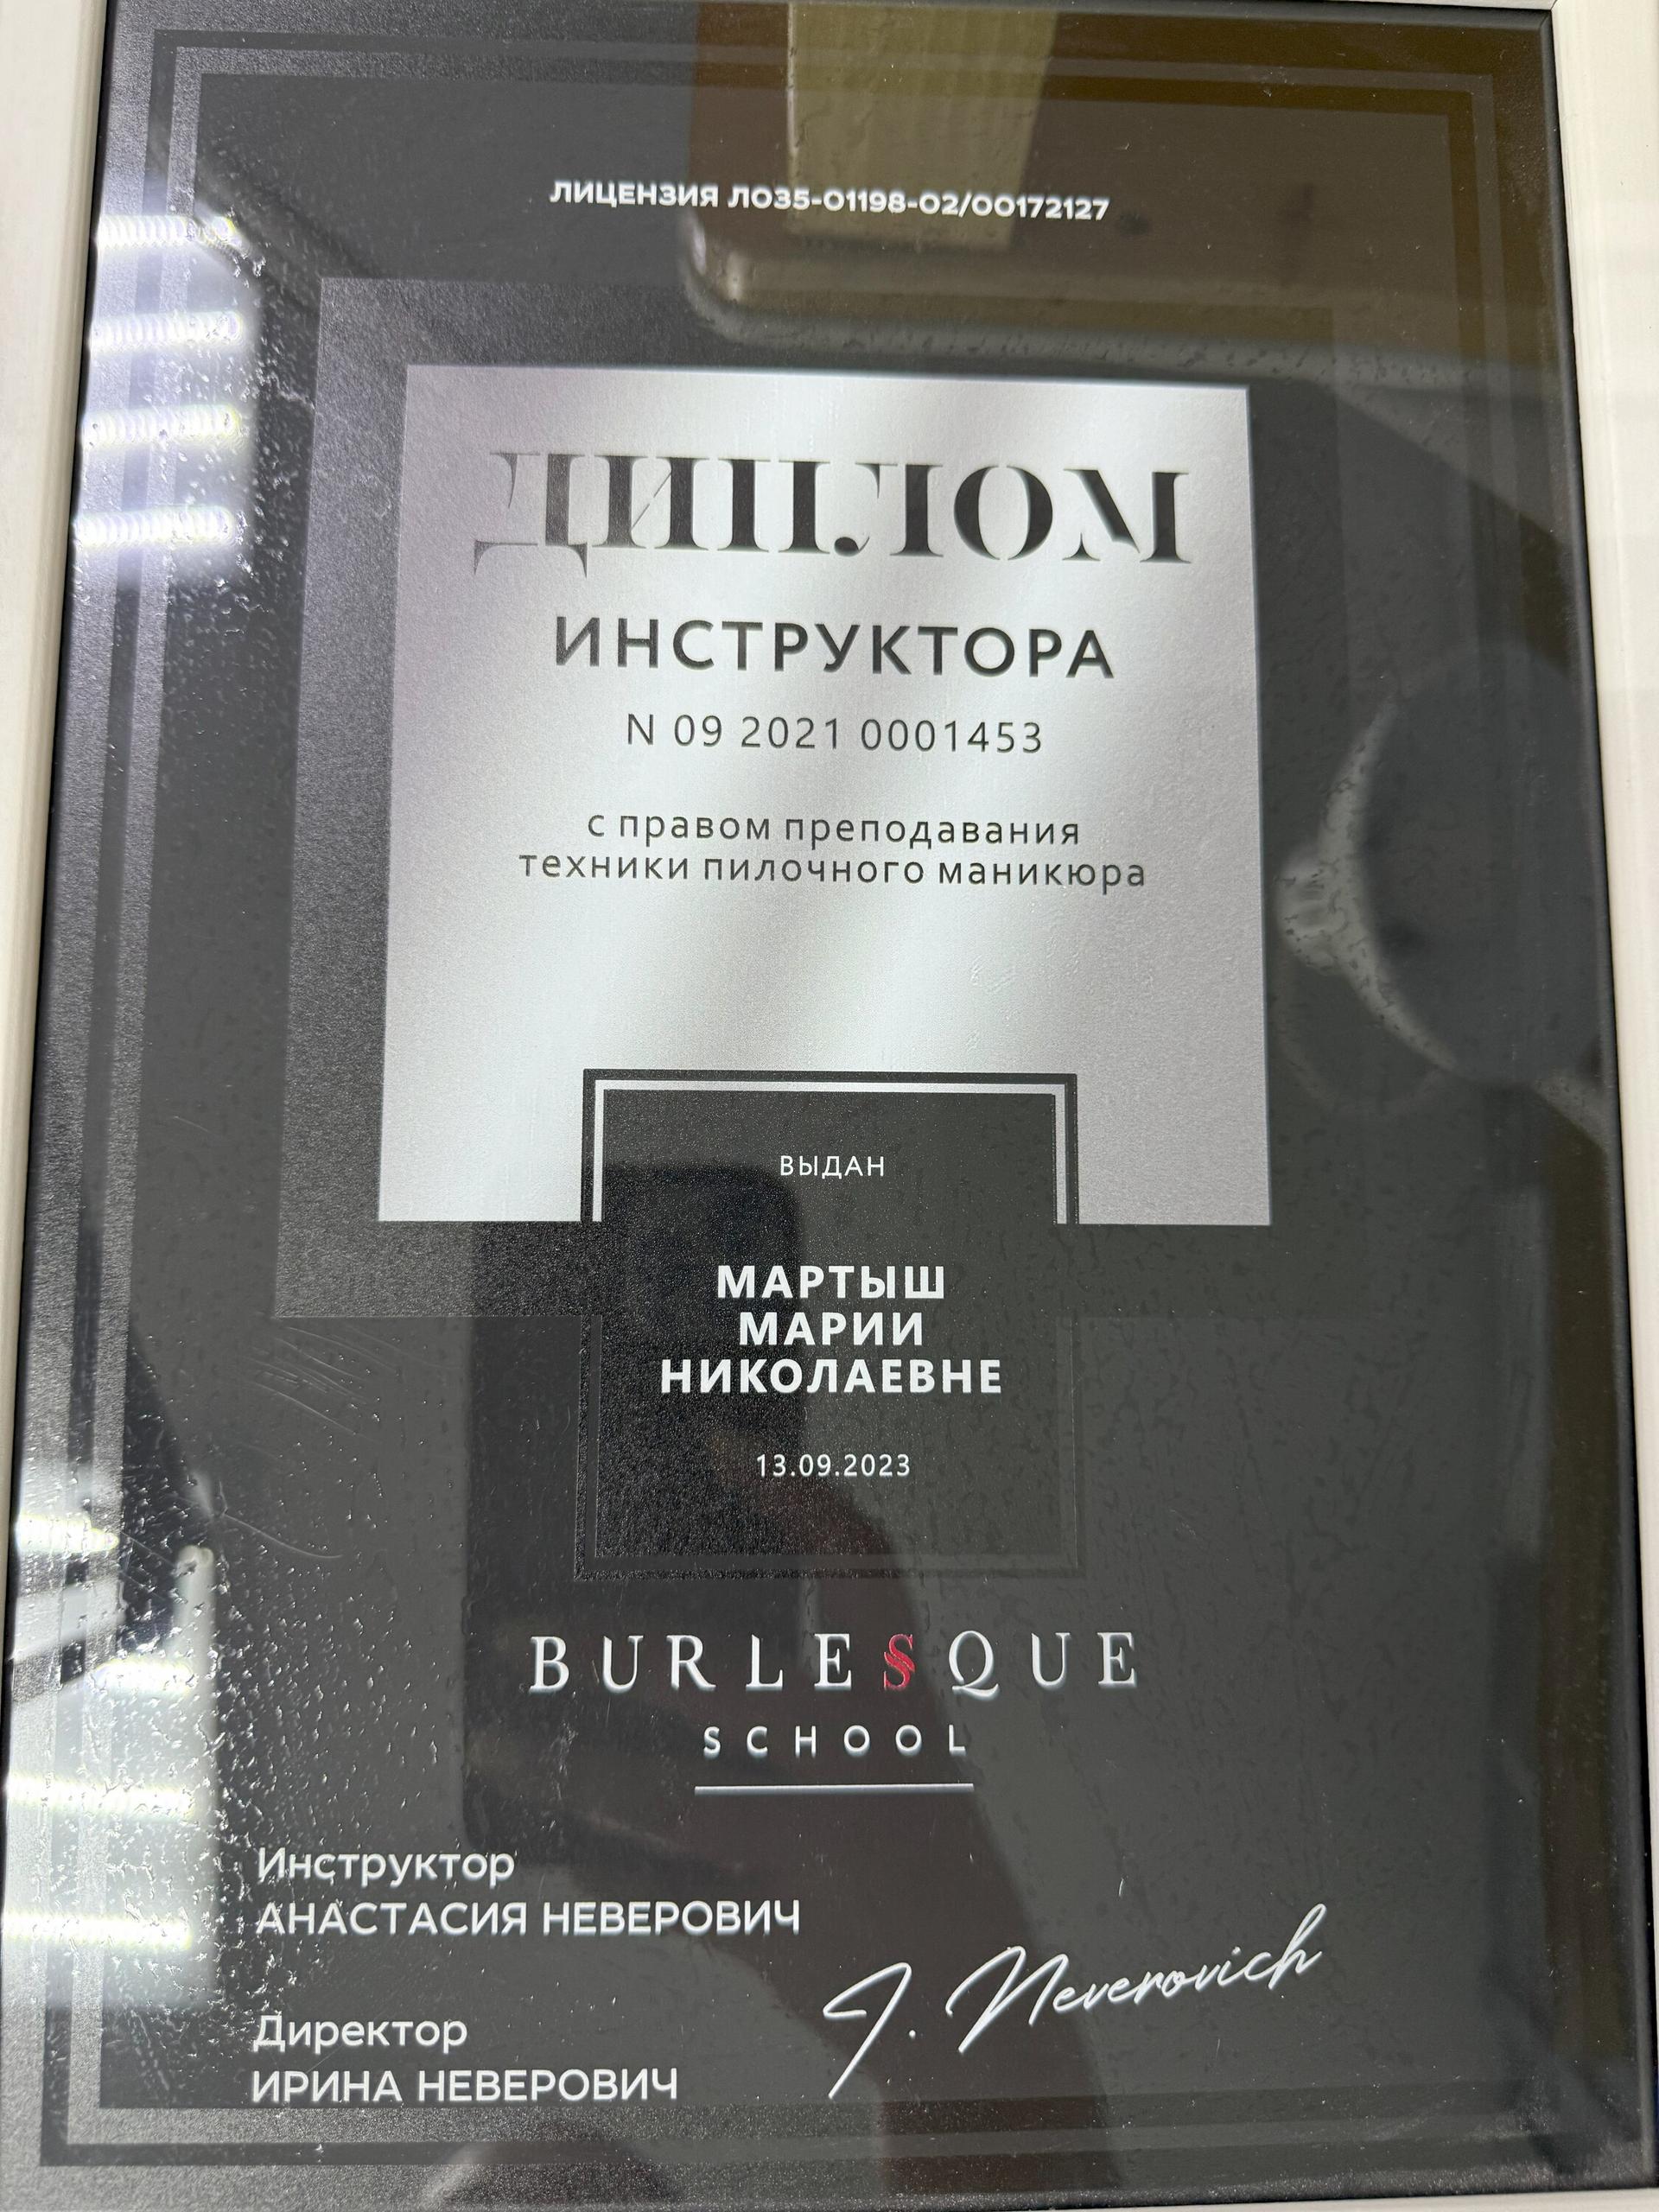 ЛИЦЕНЗИЯ ЛО35-01198-02/00172127
ДИПЛОМ
ИНСТРУКТОРА
N 09 2021 0001453
с правом преподавания
техники пилочного маникюра
ВЫДАН
МАРТЫШ
МАРИИ
НИКОЛАЕВНЕ
13.09.2023
BURLESQUE
SCHOOL
Инструктор
АНАСТАСИЯ НЕВЕРОВИЧ
J. Neverovich
Директор
ИРИНА НЕВЕРОВИЧ